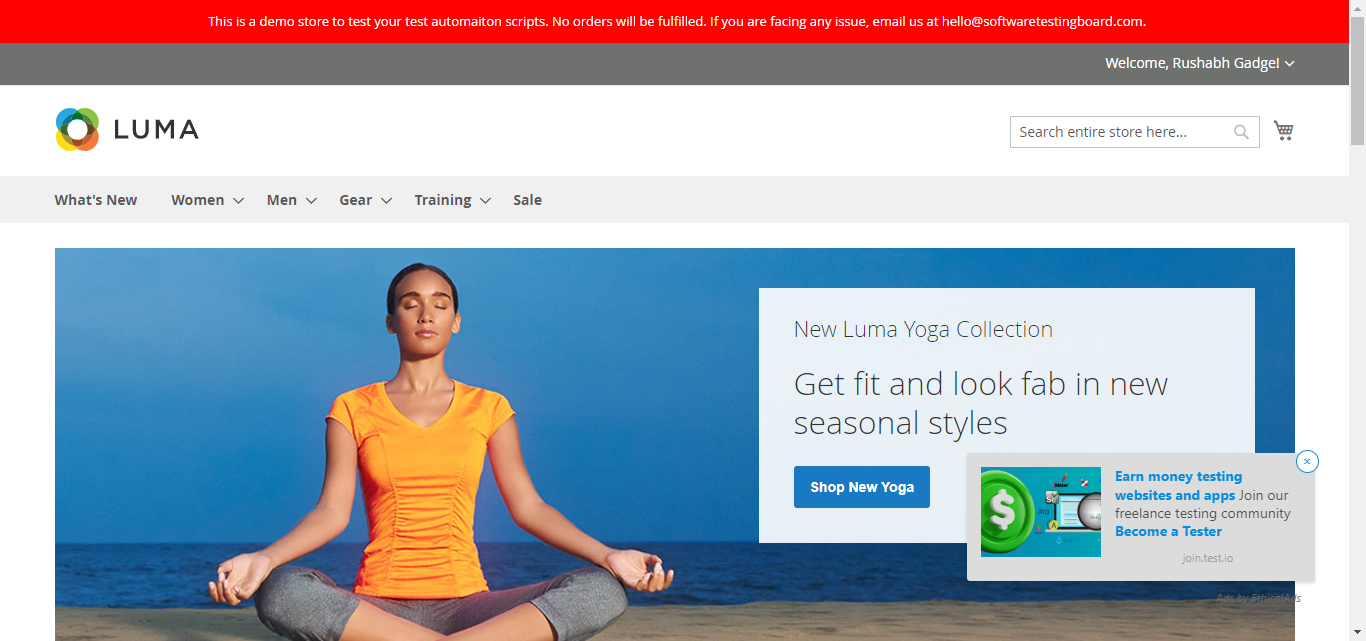 This is a demo store to test your test automaiton scripts. No orders will be fulfilled. If you are facing any issue, email us at hello@softwaretestingboard.com.
Welcome, Rushabh Gadge!
LUMA
Search entire store here...
What's New Women Men Gear Training Sale
New Luma Yoga Collection
Get fit and look fab in new
seasonal styles
Shop New Yoga
Earn money testing
websites and apps Join our
freelance testing community
Become a Tester
join.test.io
Ads by EthicalAds